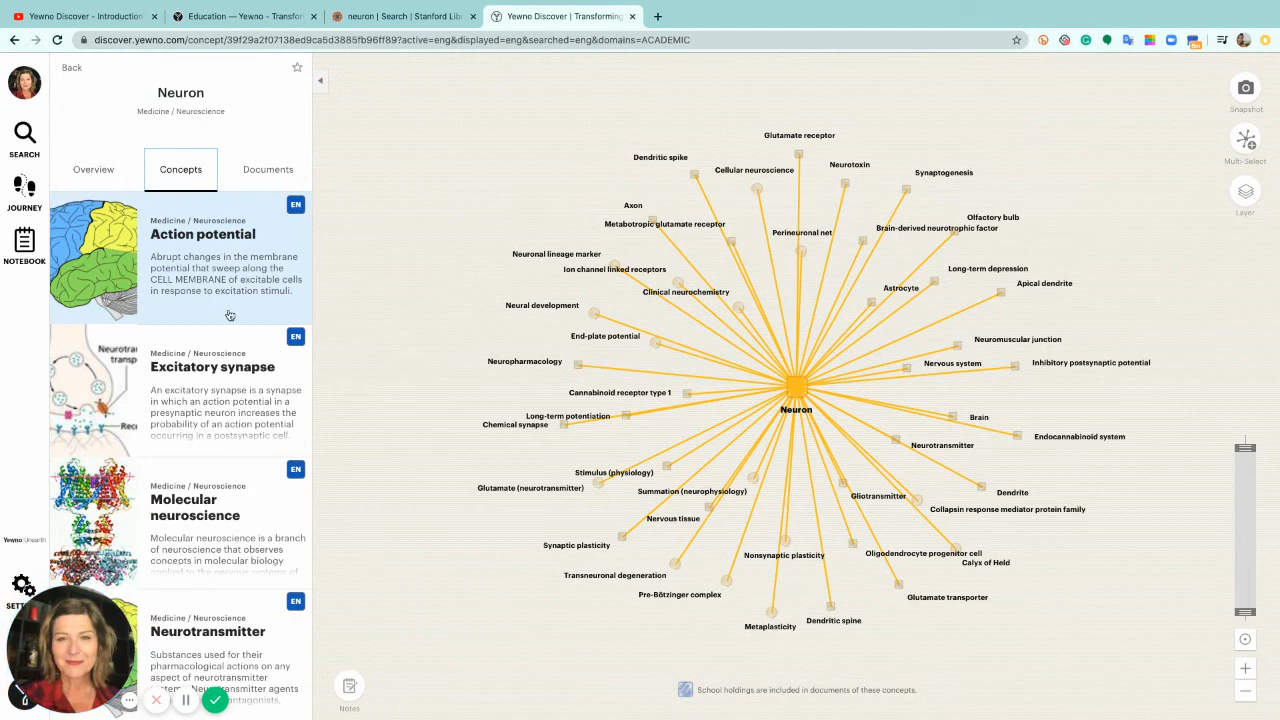 Yewno Discover - Introduction
Education — Yewno - Transfor
neuron | Search | Stanford Lib
Yewno Discover | Transforming
discover.yewno.com/concept/39f29a2f07138ed9ca5d3885fb96ff89?active=eng&displayed=eng&searched=eng&domains=ACADEMIC
Back
Neuron
Medicine / Neuroscience
Overview
Concepts
Documents
SEARCH
JOURNEY
NOTEBOOK
Yewno | Unearth
EN
Medicine / Neuroscience
Action potential
Abrupt changes in the membrane
potential that sweep along the
CELL MEMBRANE of excitable cells
in response to excitation stimuli.
EN
Medicine / Neuroscience
Excitatory synapse
An excitatory synapse is a synapse
in which an action potential in a
presynaptic neuron increases the
probability of an action potential
occurring in a postsynaptic cell.
EN
Medicine / Neuroscience
Molecular
neuroscience
Molecular neuroscience is a branch
of neuroscience that observes
concepts in molecular biology
applied to the nervous systems of
EN
Medicine / Neuroscience
Neurotransmitter
Substances used for their
pharmacological actions on any
aspect of neurotransmitter
Neurotransmitter agents
Glutamate receptor
Dendritic spike
Cellular neuroscience
Neurotoxin
Synaptogenesis
Axon
Metabotropic glutamate receptor
Perineuronal net
Olfactory bulb
Brain-derived neurotrophic factor
Neuronal lineage marker
Ion channel linked receptors
Long-term depression
Apical dendrite
Clinical neurochemistry
Astrocyte
Neural development
End-plate potential
Neuromuscular junction
Neuropharmacology
Nervous system
Inhibitory postsynaptic potential
Cannabinoid receptor type 1
Neuron
Long-term potentiation
Chemical synapse
Brain
Endocannabinoid system
Neurotransmitter
Stimulus (physiology)
Glutamate (neurotransmitter)
Summation (neurophysiology)
Gliotransmitter
Dendrite
Collapsin response mediator protein family
Nervous tissue
Synaptic plasticity
Nonsynaptic plasticity
Oligodendrocyte progenitor cell
Calyx of Held
Transneuronal degeneration
Pre-Bötzinger complex
Glutamate transporter
Metaplasticity
Dendritic spine
Snapshot
Multi-Select
Layer
Notes
School holdings are included in documents of these concepts.